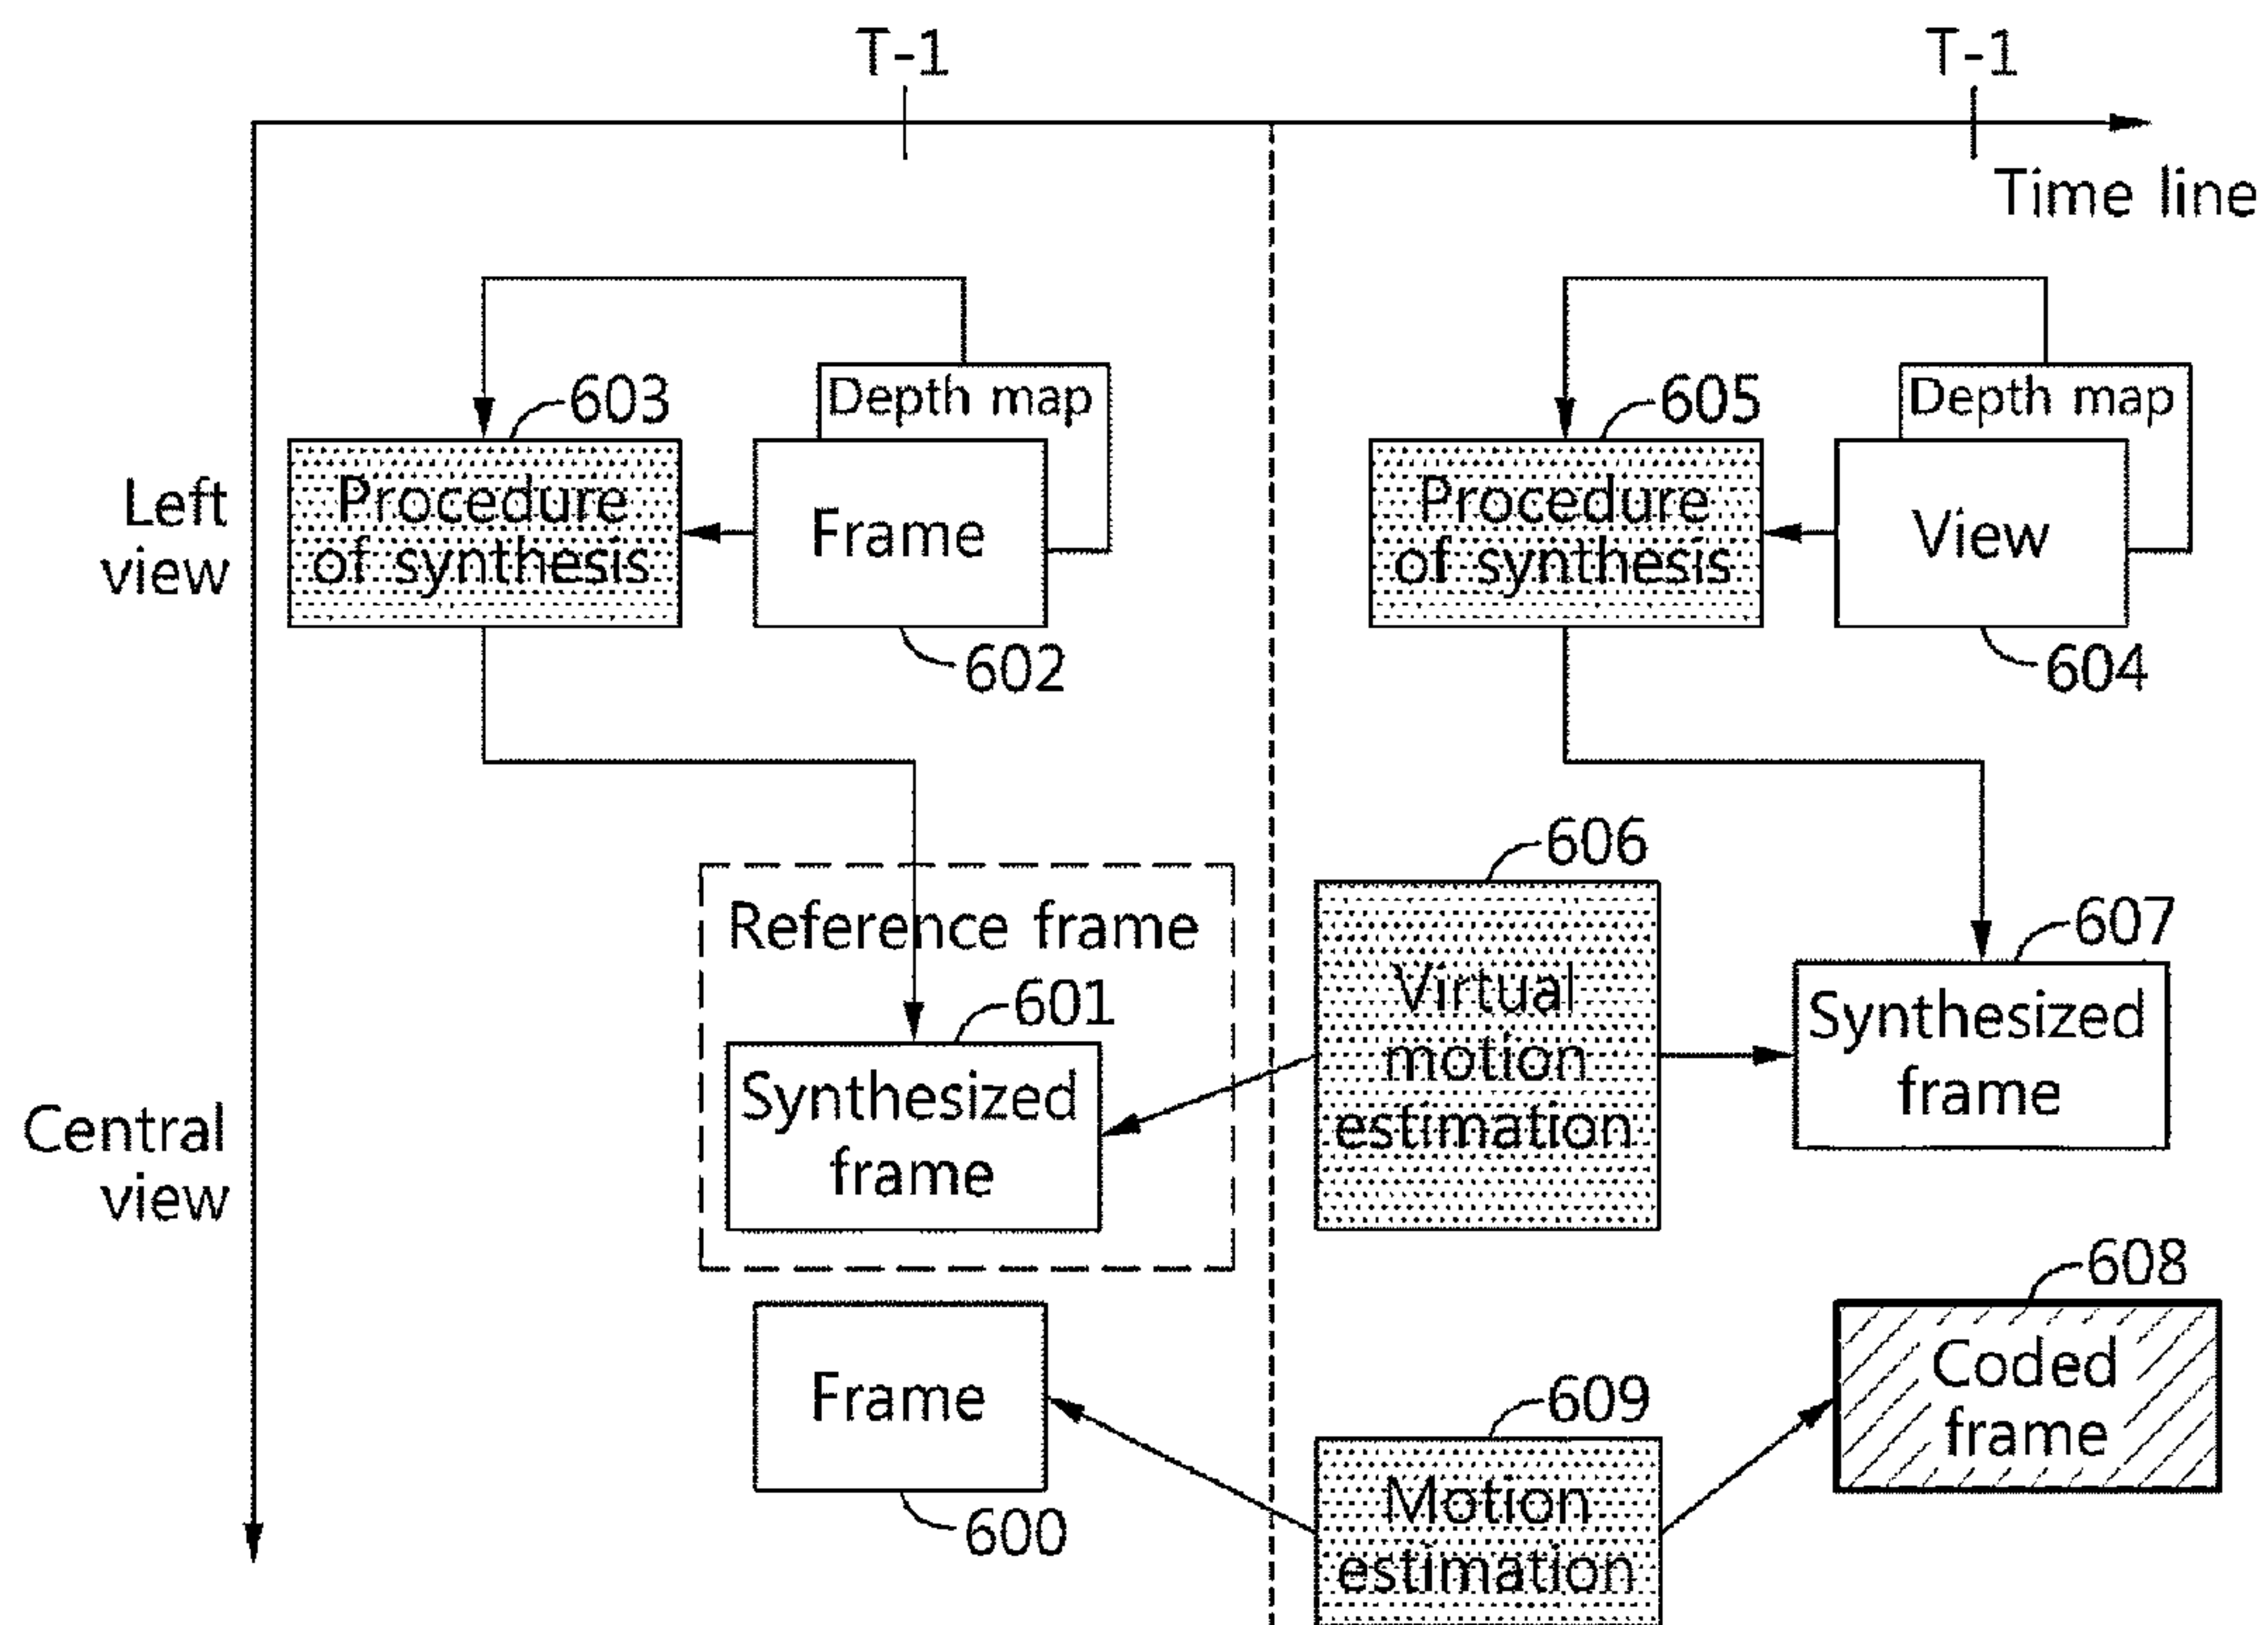 T-1
T-1
Time line
Depth map
603
Procedure
of synthesis
Frame
602
Depth map
605
Procedure
of synthesis
View
604
Left
view
606
607
Reference frame
601
Synthesized
frame
Virtual
motion
estimation
Synthesized
frame
Central
view
608
Frame
600
609
Motion
estimation
Coded
frame